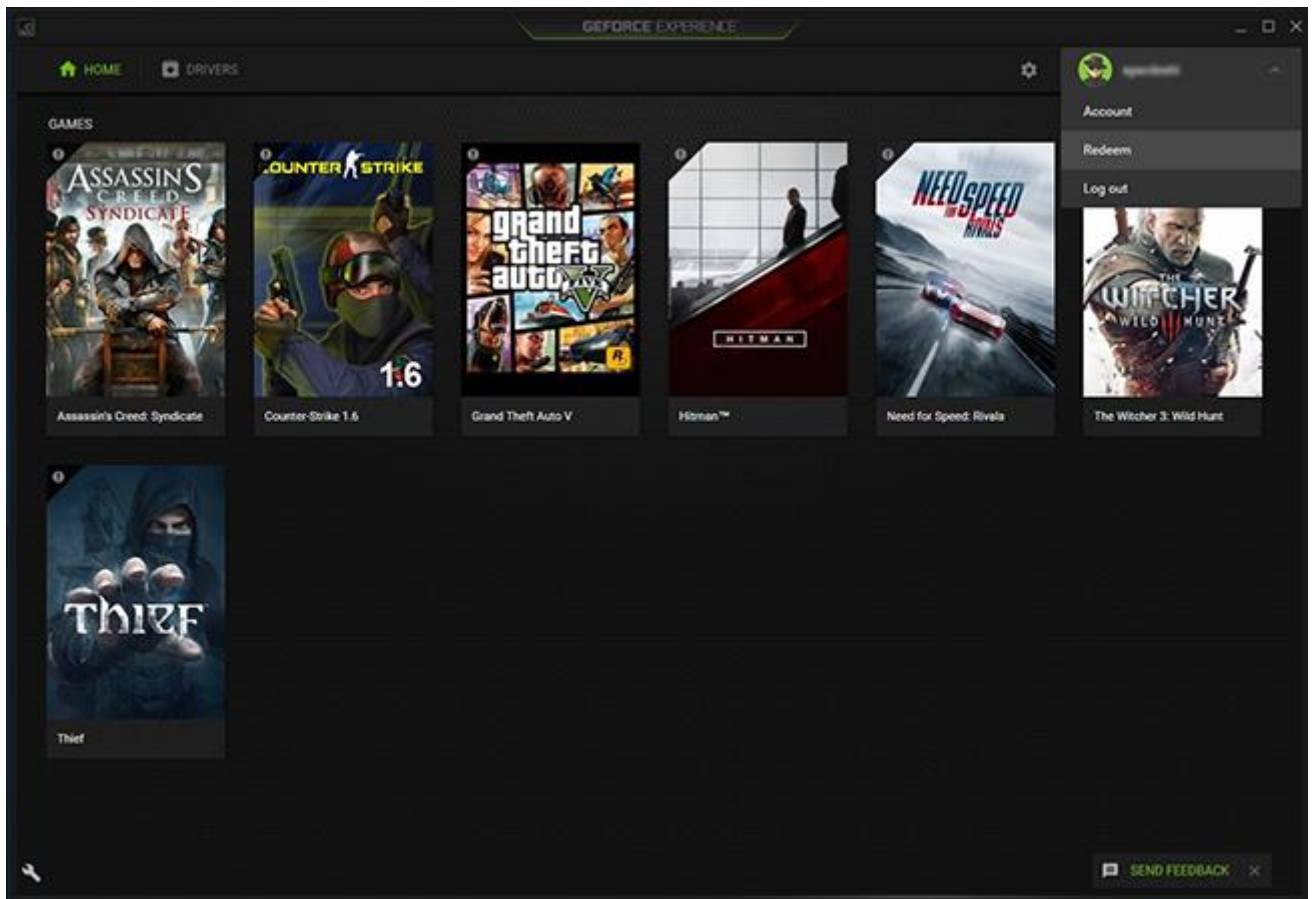 GEFORCE EXPERIENCE
HOME
DRIVERS
Account
Redeem
Log out
GAMES
ASSASSIN'S
CREED
SYNDICATE
COUNTER STRIKE
1.6
grand
theft
auto
V
FIVE
R
HITMAN
NEED FOR SPEED
RIVALS
THE
WITCHER
WILD HUNT
Assassin's Creed: Syndicate
Counter-Strike 1.6
Grand Theft Auto V
Hitman™
Need for Speed: Rivals
The Witcher 3: Wild Hunt
THIEF
Thief
SEND FEEDBACK